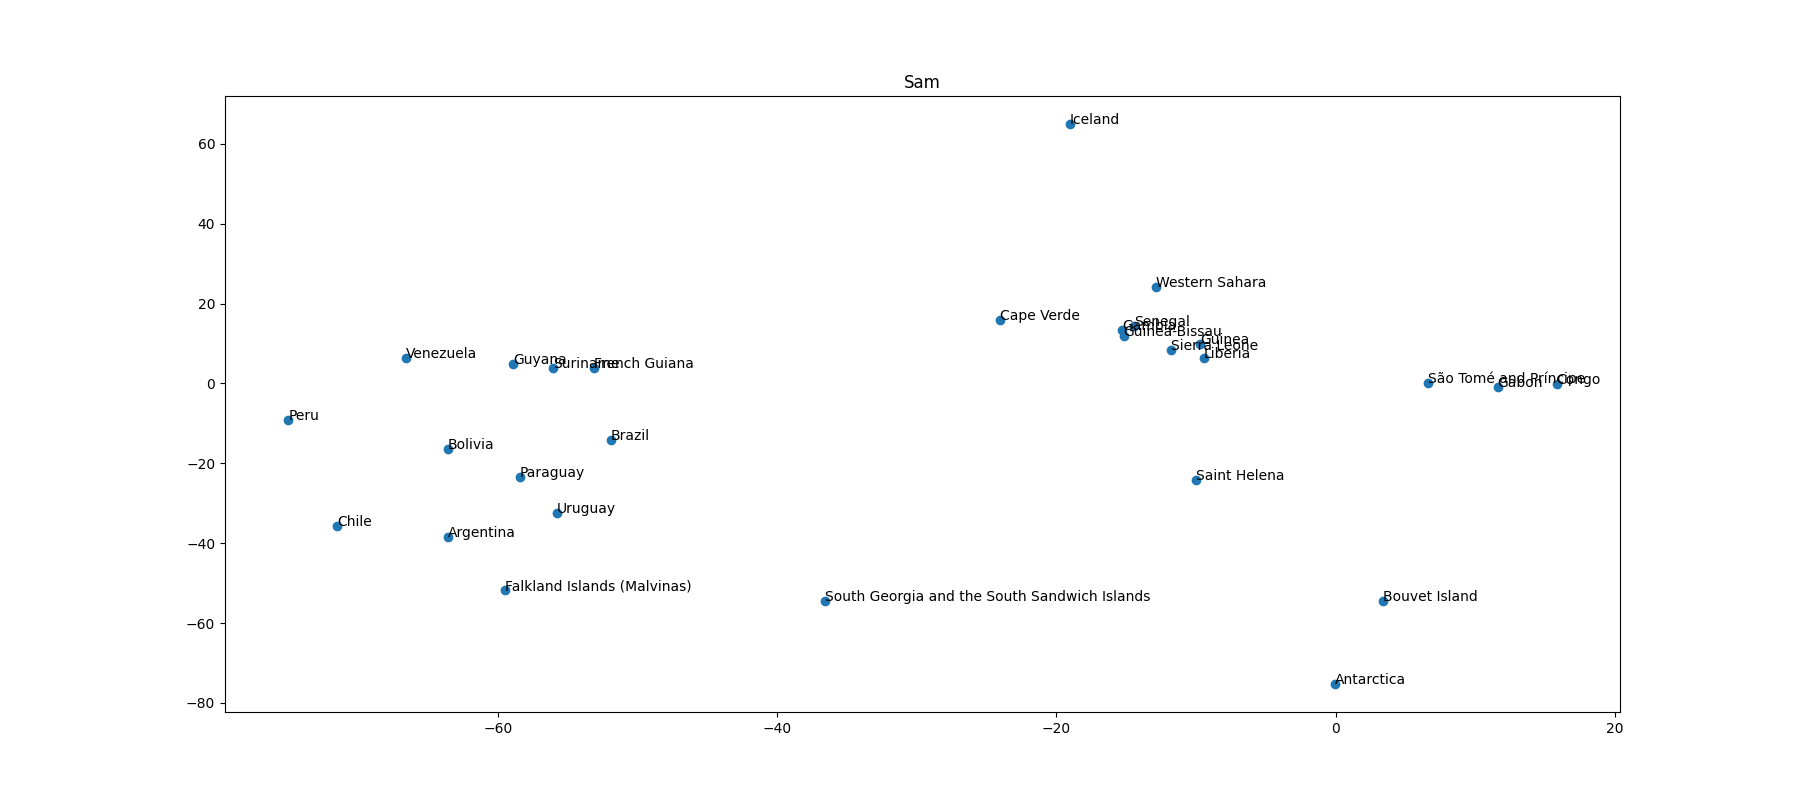 Sam
Iceland
60
40
Western Sahara
20
Cape Verde
Senegal
Gambia
Guinea-Bissau
Guinea
Sierra Leone
Liberia
Venezuela
Guyana
Suriname
French Guiana
0
São Tomé and Príncipe
Gabon
Congo
Peru
Brazil
Bolivia
−20
Paraguay
Saint Helena
Uruguay
Chile
Argentina
−40
Falkland Islands (Malvinas)
South Georgia and the South Sandwich Islands
Bouvet Island
−60
Antarctica
−80
−60
−40
−20
0
20